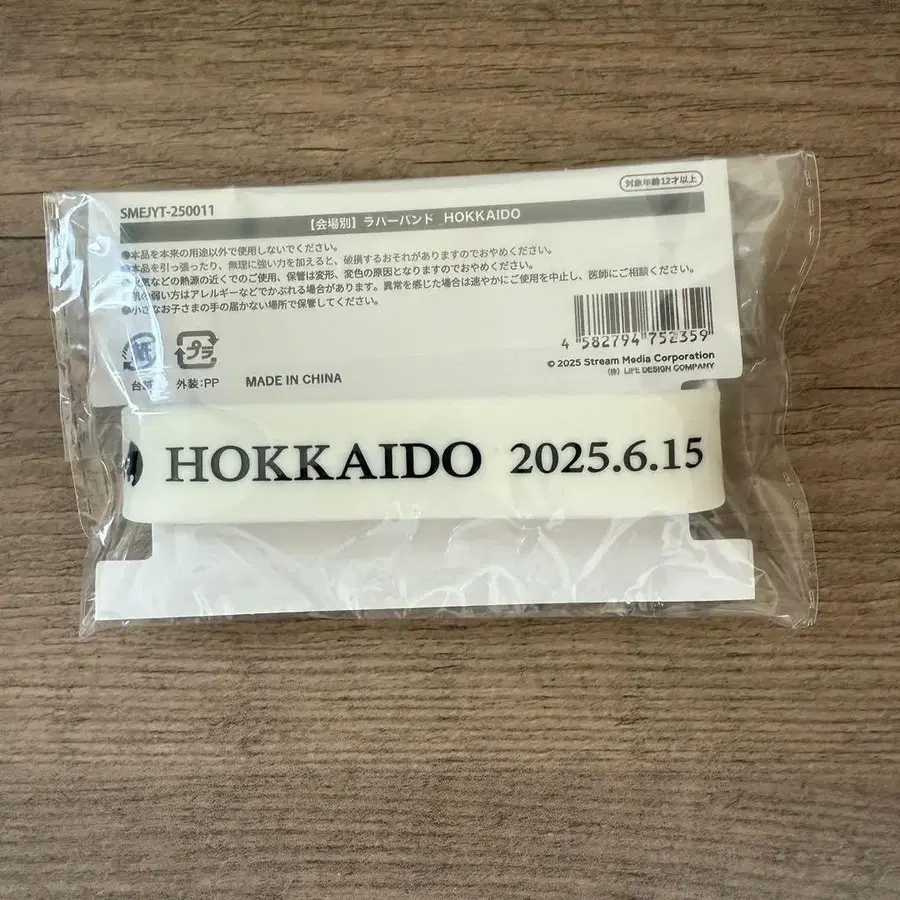 対象年齢12才以上
SMEJYT-250011
【会場別】ラバーバンド_HOKKAIDO
●本品を本来の用途以外で使用しないでください。
●本品を引っ張ったり、無理に強い力を加えると、破損するおそれがありますのでおやめください。
●火気などの熱源の近くでのご使用、保管は変形、変色の原因となりますのでおやめください。
●肌の弱い方はアレルギーなどでかぶれる場合があります。異常を感じた場合は速やかにご使用を中止し、医師にご相談ください。
●小さなお子さまの手の届かない場所で保管してください。
4 582794 752359
© 2025 Stream Media Corporation
(株) LIFE DESIGN COMPANY
紙
プラ
台紙
外装:PP
MADE IN CHINA
HOKKAIDO 2025.6.15